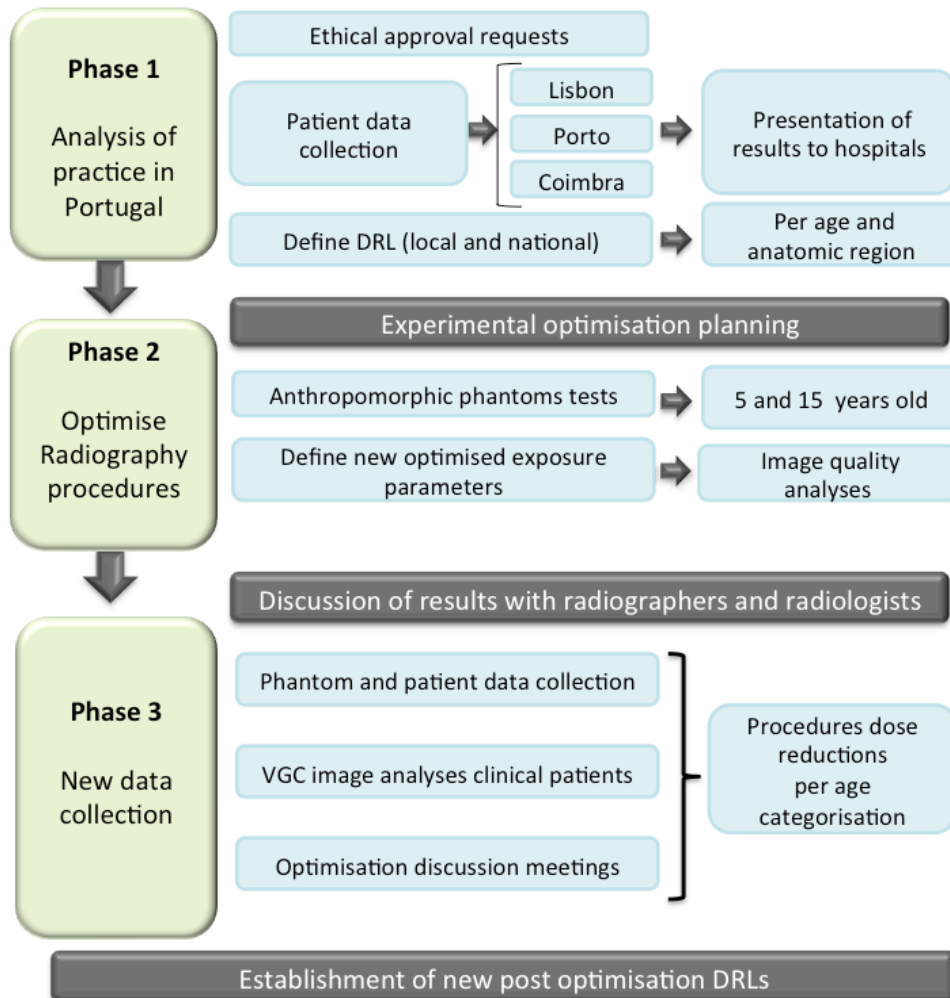 Phase 1
Analysis of
practice in
Portugal
Ethical approval requests
Patient data
collection
Lisbon
Porto
Coimbra
Presentation of
results to hospitals
Define DRL (local and national)
Per age and
anatomic region
Experimental optimisation planning
Phase 2
Optimise
Radiography
procedures
Anthropomorphic phantoms tests
5 and 15 years old
Define new optimised exposure
parameters
Image quality
analyses
Discussion of results with radiographers and radiologists
Phase 3
New data
collection
Phantom and patient data collection
VGC image analyses clinical patients
Optimisation discussion meetings
Procedures dose
reductions
per age
categorisation
Establishment of new post optimisation DRLs